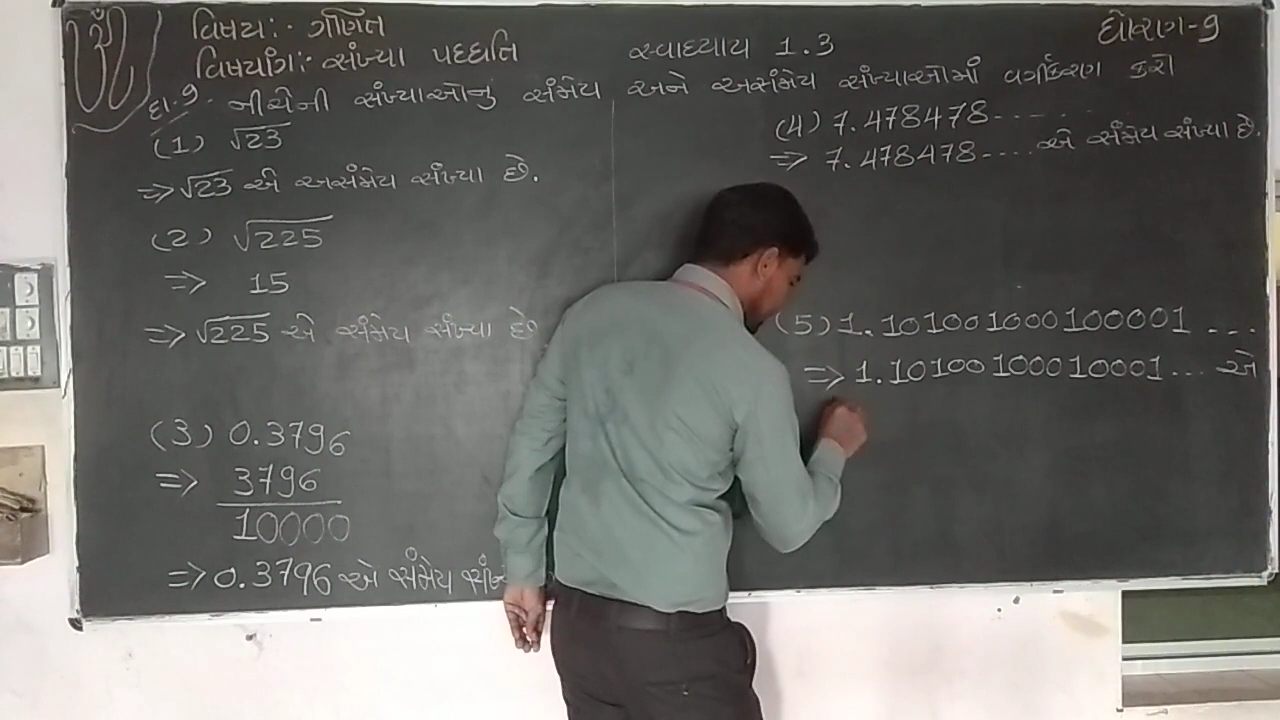 ૐ
વિષય:- ગણિત
ધોરણ-9
વિષયાંગ:- સંખ્યા પદ્ધતિ
સ્વાધ્યાય 1.3
દા.9. નીચેની સંખ્યાઓનું સંમેય અને અસંમેય સંખ્યાઓમાં વર્ગીકરણ કરો
(1) √23
⇒ √23 એ અસંમેય સંખ્યા છે.
(2) √225
⇒ 15
⇒ √225 એ સંમેય સંખ્યા છે
(3) 0.3796
⇒ 3796
10000
⇒ 0.3796 એ સંમેય
(4) 7.478478.....
⇒ 7.478478.... એ સંમેય સંખ્યા છે.
(5) 1.101001000100001 ...
⇒ 1.10100100010001... એ